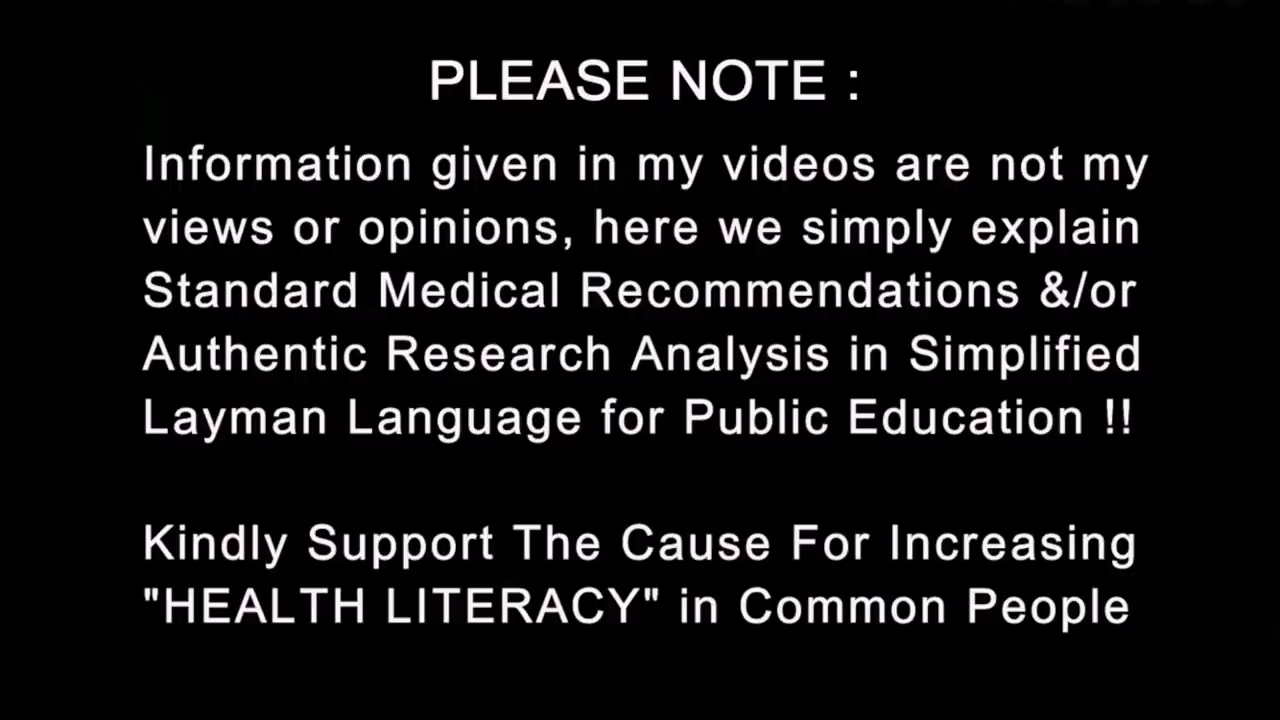 PLEASE NOTE :
Information given in my videos are not my
views or opinions, here we simply explain
Standard Medical Recommendations &/or
Authentic Research Analysis in Simplified
Layman Language for Public Education !!
Kindly Support The Cause For Increasing
"HEALTH LITERACY" in Common People